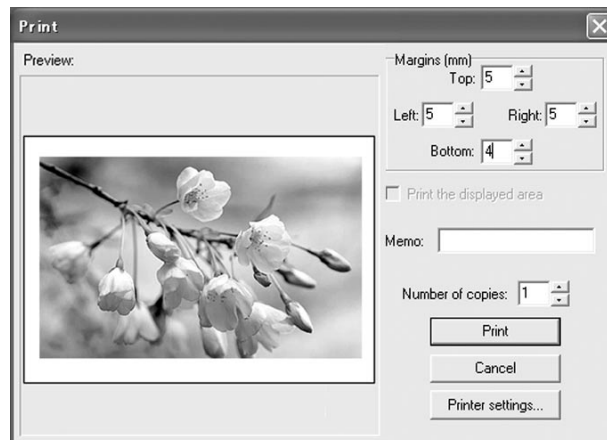 Print
Preview:
Margins (mm)
Top: 5
Left: 5 Right: 5
Bottom: 4
Print the displayed area
Memo:
Number of copies: 1
Print
Cancel
Printer settings...